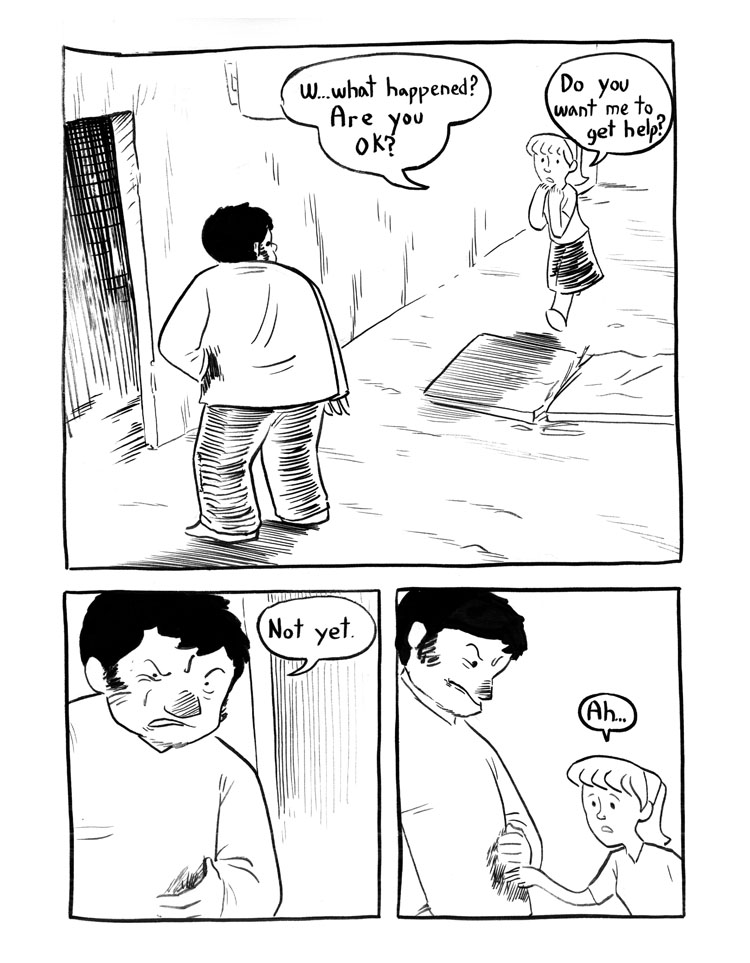 W...what happened?
Are you
OK?
Do you
want me to
get help?
Not yet.
Ah...